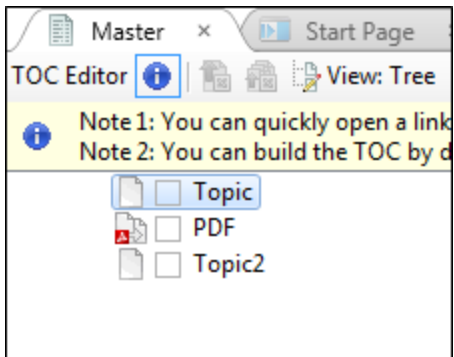 Master × Start Page
TOC Editor View: Tree
Note 1: You can quickly open a link
Note 2: You can build the TOC by d
Topic
PDF
Topic2